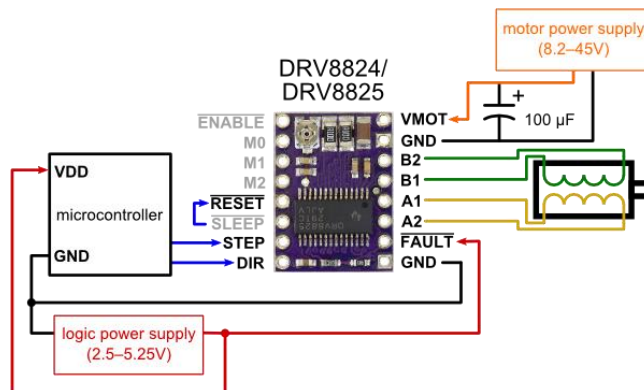 motor power supply
(8.2–45V)
DRV8824/
DRV8825
ENABLE
M0
M1
M2
RESET
SLEEP
STEP
DIR
VMOT
GND
B2
B1
A1
A2
FAULT
GND
+
100 µF
VDD
microcontroller
GND
logic power supply
(2.5–5.25V)